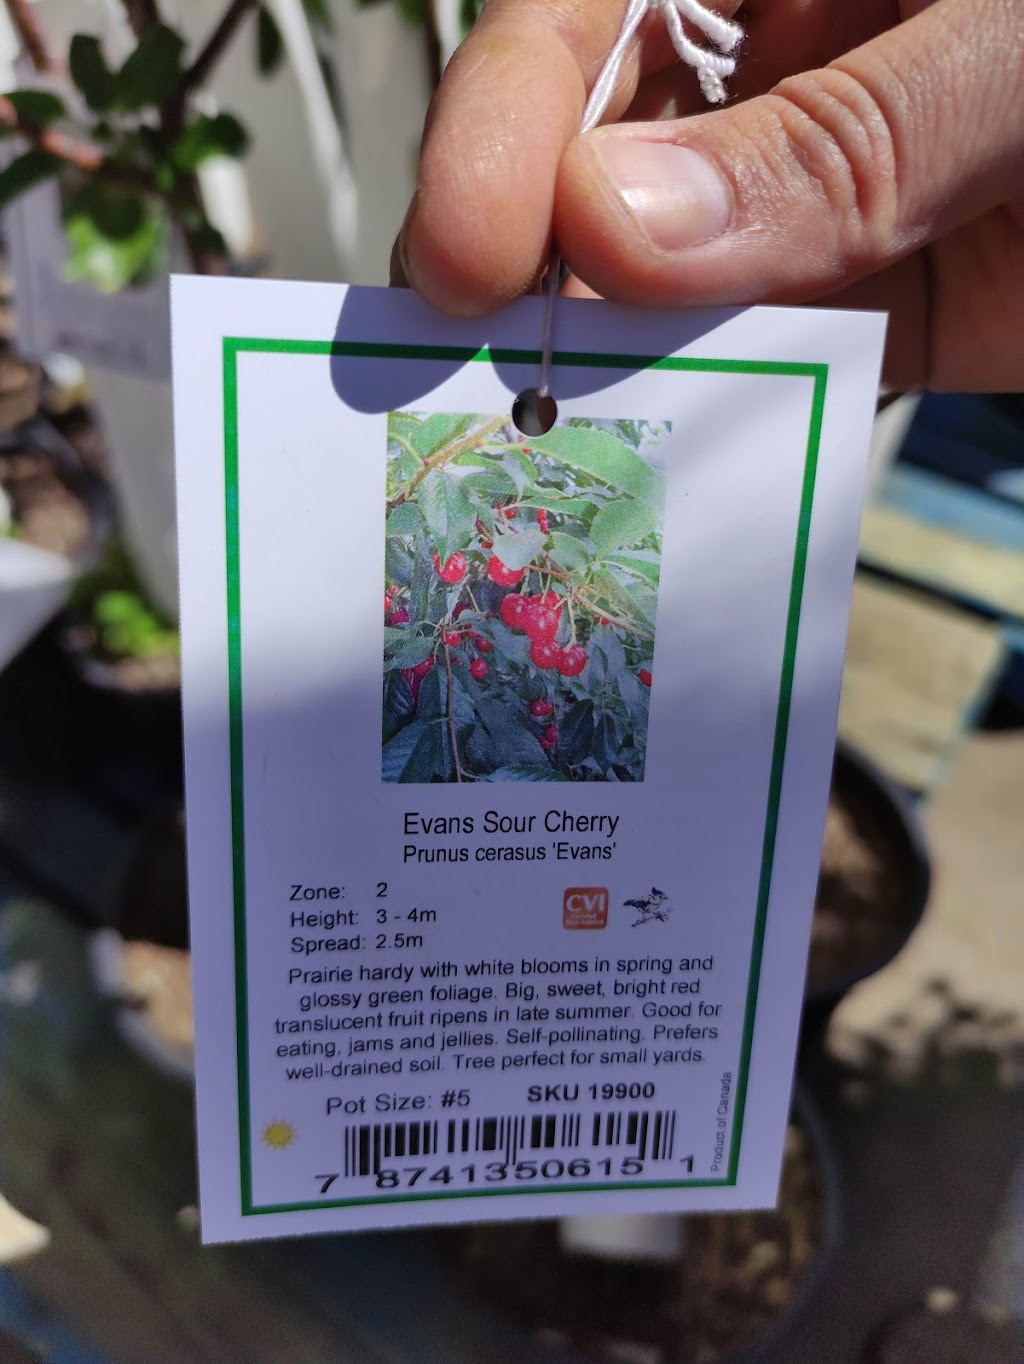 Evans Sour Cherry
Prunus cerasus 'Evans'
Zone: 2
Height: 3 - 4m
Spread: 2.5m
CVI
Prairie hardy with white blooms in spring and
glossy green foliage. Big, sweet, bright red
translucent fruit ripens in late summer. Good for
eating, jams and jellies. Self-pollinating. Prefers
well-drained soil. Tree perfect for small yards.
Pot Size: #5 SKU 19900
7 87413 50615 1
Product of Canada